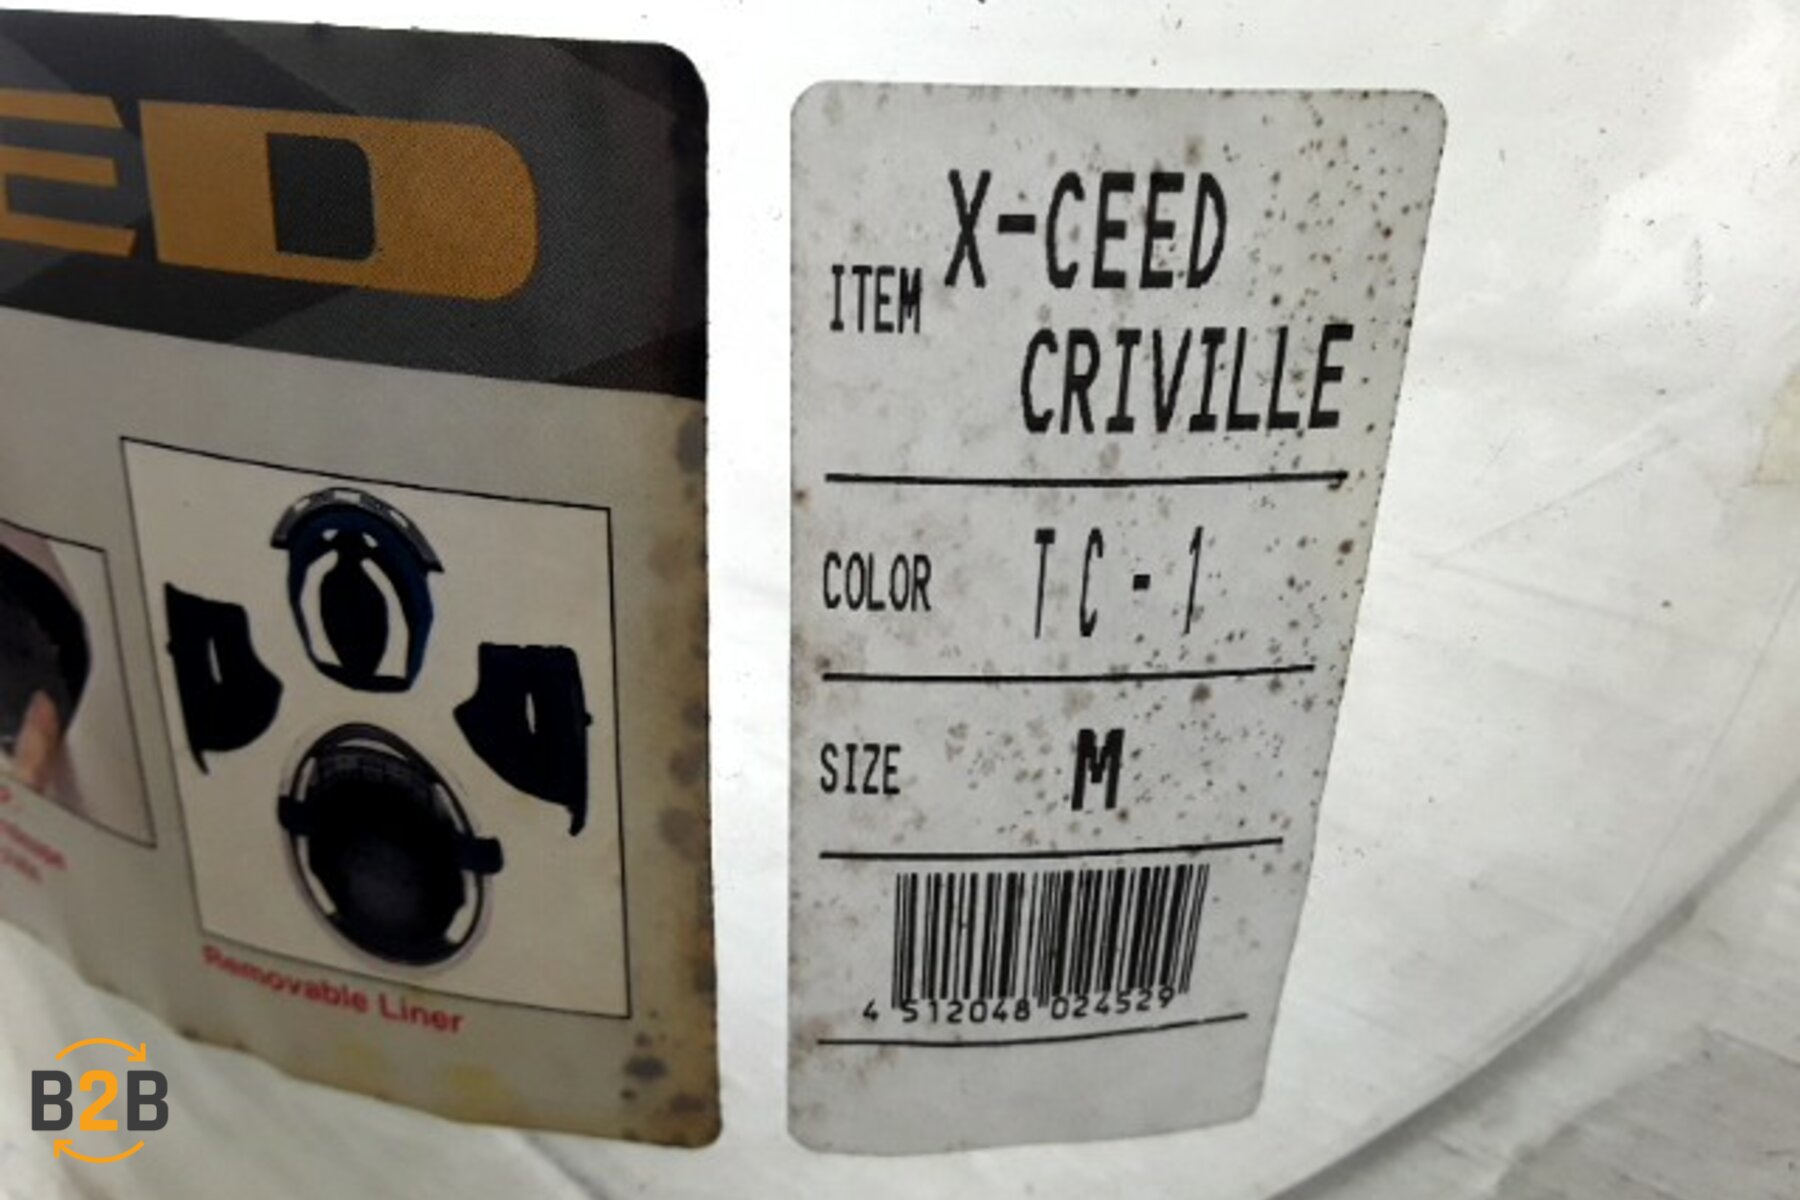 ED
Removable Liner
ITEM X-CEED
CRIVILLE
COLOR TC-1
SIZE M
4 512048 024529
B2B